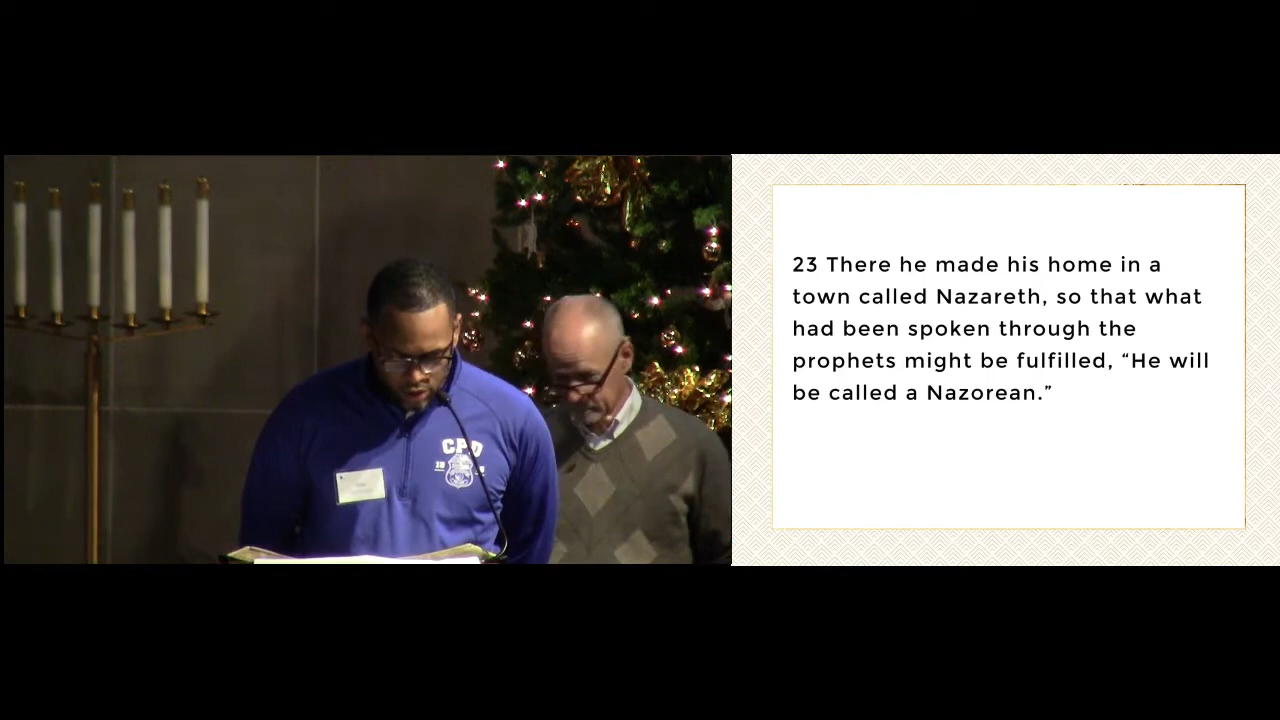 CPD
23 There he made his home in a
town called Nazareth, so that what
had been spoken through the
prophets might be fulfilled, “He will
be called a Nazorean.”